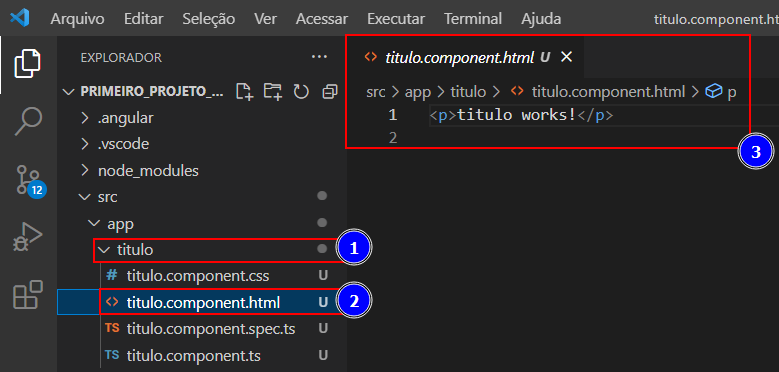 Arquivo Editar Seleção Ver Acessar Executar Terminal Ajuda titulo.component.h
EXPLORADOR ···
PRIMEIRO_PROJETO_...
.angular
.vscode
node_modules
src
app
titulo
1
# titulo.component.css U
<> titulo.component.html U
2
TS titulo.component.spec.ts U
TS titulo.component.ts U
12
<> titulo.component.html U
src > app > titulo > <> titulo.component.html > p
1 <p>titulo works!</p>
2
3